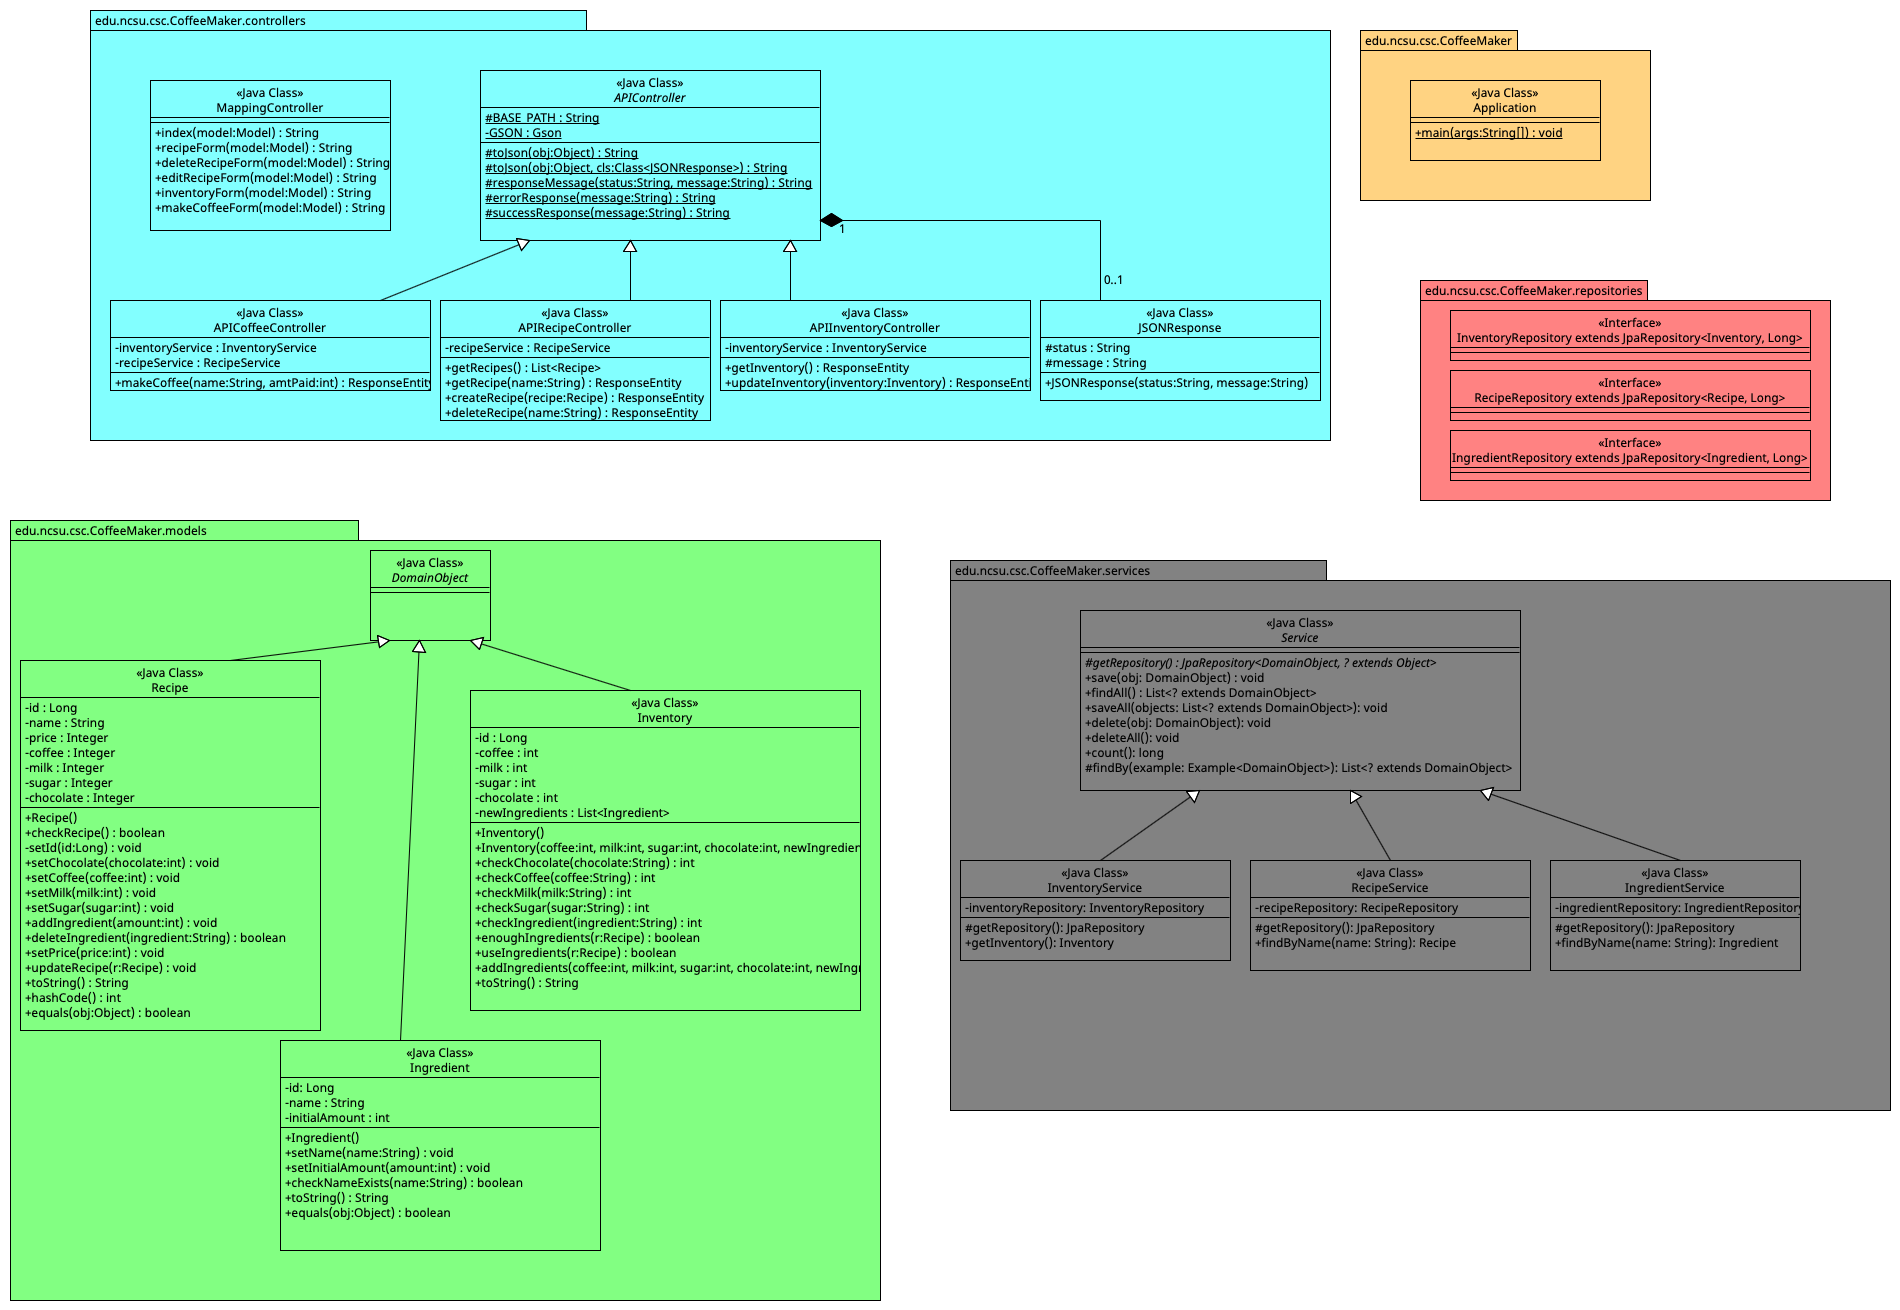 edu.ncsu.csc.CoffeeMaker.controllers
«Java Class»
MappingController
+index(model:Model) : String
+recipeForm(model:Model) : String
+deleteRecipeForm(model:Model) : String
+editRecipeForm(model:Model) : String
+inventoryForm(model:Model) : String
+makeCoffeeForm(model:Model) : String
«Java Class»
APIController
#BASE_PATH : String
-GSON : Gson
#toJson(obj:Object) : String
#toJson(obj:Object, cls:Class<JSONResponse>) : String
#responseMessage(status:String, message:String) : String
#errorResponse(message:String) : String
#successResponse(message:String) : String
1
0..1
«Java Class»
APICoffeeController
-inventoryService : InventoryService
-recipeService : RecipeService
+makeCoffee(name:String, amtPaid:int) : ResponseEntity
«Java Class»
APIRecipeController
-recipeService : RecipeService
+getRecipes() : List<Recipe>
+getRecipe(name:String) : ResponseEntity
+createRecipe(recipe:Recipe) : ResponseEntity
+deleteRecipe(name:String) : ResponseEntity
«Java Class»
APIInventoryController
-inventoryService : InventoryService
+getInventory() : ResponseEntity
+updateInventory(inventory:Inventory) : ResponseEnti
«Java Class»
JSONResponse
#status : String
#message : String
+JSONResponse(status:String, message:String)
edu.ncsu.csc.CoffeeMaker
«Java Class»
Application
+main(args:String[]) : void
edu.ncsu.csc.CoffeeMaker.repositories
«Interface»
InventoryRepository extends JpaRepository<Inventory, Long>
«Interface»
RecipeRepository extends JpaRepository<Recipe, Long>
«Interface»
IngredientRepository extends JpaRepository<Ingredient, Long>
edu.ncsu.csc.CoffeeMaker.models
«Java Class»
DomainObject
«Java Class»
Recipe
-id : Long
-name : String
-price : Integer
-coffee : Integer
-milk : Integer
-sugar : Integer
-chocolate : Integer
+Recipe()
+checkRecipe() : boolean
-setId(id:Long) : void
+setChocolate(chocolate:int) : void
+setCoffee(coffee:int) : void
+setMilk(milk:int) : void
+setSugar(sugar:int) : void
+addIngredient(amount:int) : void
+deleteIngredient(ingredient:String) : boolean
+setPrice(price:int) : void
+updateRecipe(r:Recipe) : void
+toString() : String
+hashCode() : int
+equals(obj:Object) : boolean
«Java Class»
Inventory
-id : Long
-coffee : int
-milk : int
-sugar : int
-chocolate : int
-newIngredients : List<Ingredient>
+Inventory()
+Inventory(coffee:int, milk:int, sugar:int, chocolate:int, newIngredien
+checkChocolate(chocolate:String) : int
+checkCoffee(coffee:String) : int
+checkMilk(milk:String) : int
+checkSugar(sugar:String) : int
+checkIngredient(ingredient:String) : int
+enoughIngredients(r:Recipe) : boolean
+useIngredients(r:Recipe) : boolean
+addIngredients(coffee:int, milk:int, sugar:int, chocolate:int, newIngr
+toString() : String
«Java Class»
Ingredient
-id: Long
-name : String
-initialAmount : int
+Ingredient()
+setName(name:String) : void
+setInitialAmount(amount:int) : void
+checkNameExists(name:String) : boolean
+toString() : String
+equals(obj:Object) : boolean
edu.ncsu.csc.CoffeeMaker.services
«Java Class»
Service
#getRepository() : JpaRepository<DomainObject, ? extends Object>
+save(obj: DomainObject) : void
+findAll() : List<? extends DomainObject>
+saveAll(objects: List<? extends DomainObject>): void
+delete(obj: DomainObject): void
+deleteAll(): void
+count(): long
#findBy(example: Example<DomainObject>): List<? extends DomainObject>
«Java Class»
InventoryService
-inventoryRepository: InventoryRepository
#getRepository(): JpaRepository
+getInventory(): Inventory
«Java Class»
RecipeService
-recipeRepository: RecipeRepository
#getRepository(): JpaRepository
+findByName(name: String): Recipe
«Java Class»
IngredientService
-ingredientRepository: IngredientRepository
#getRepository(): JpaRepository
+findByName(name: String): Ingredient